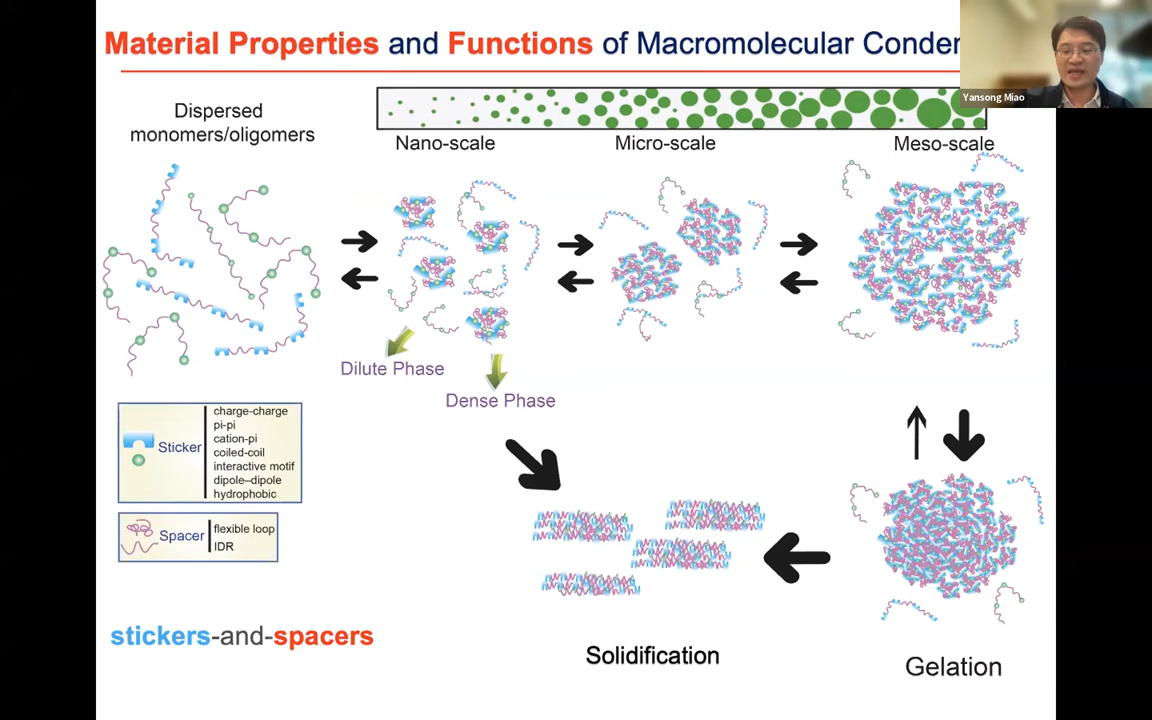 Material Properties and Functions of Macromolecular Conden
Yansong Miao
Dispersed
monomers/oligomers
Nano-scale
Micro-scale
Meso-scale
Dilute Phase
Dense Phase
Sticker
charge-charge
pi-pi
cation-pi
coiled-coil
interactive motif
dipole–dipole
hydrophobic
Spacer
flexible loop
IDR
stickers-and-spacers
Solidification
Gelation